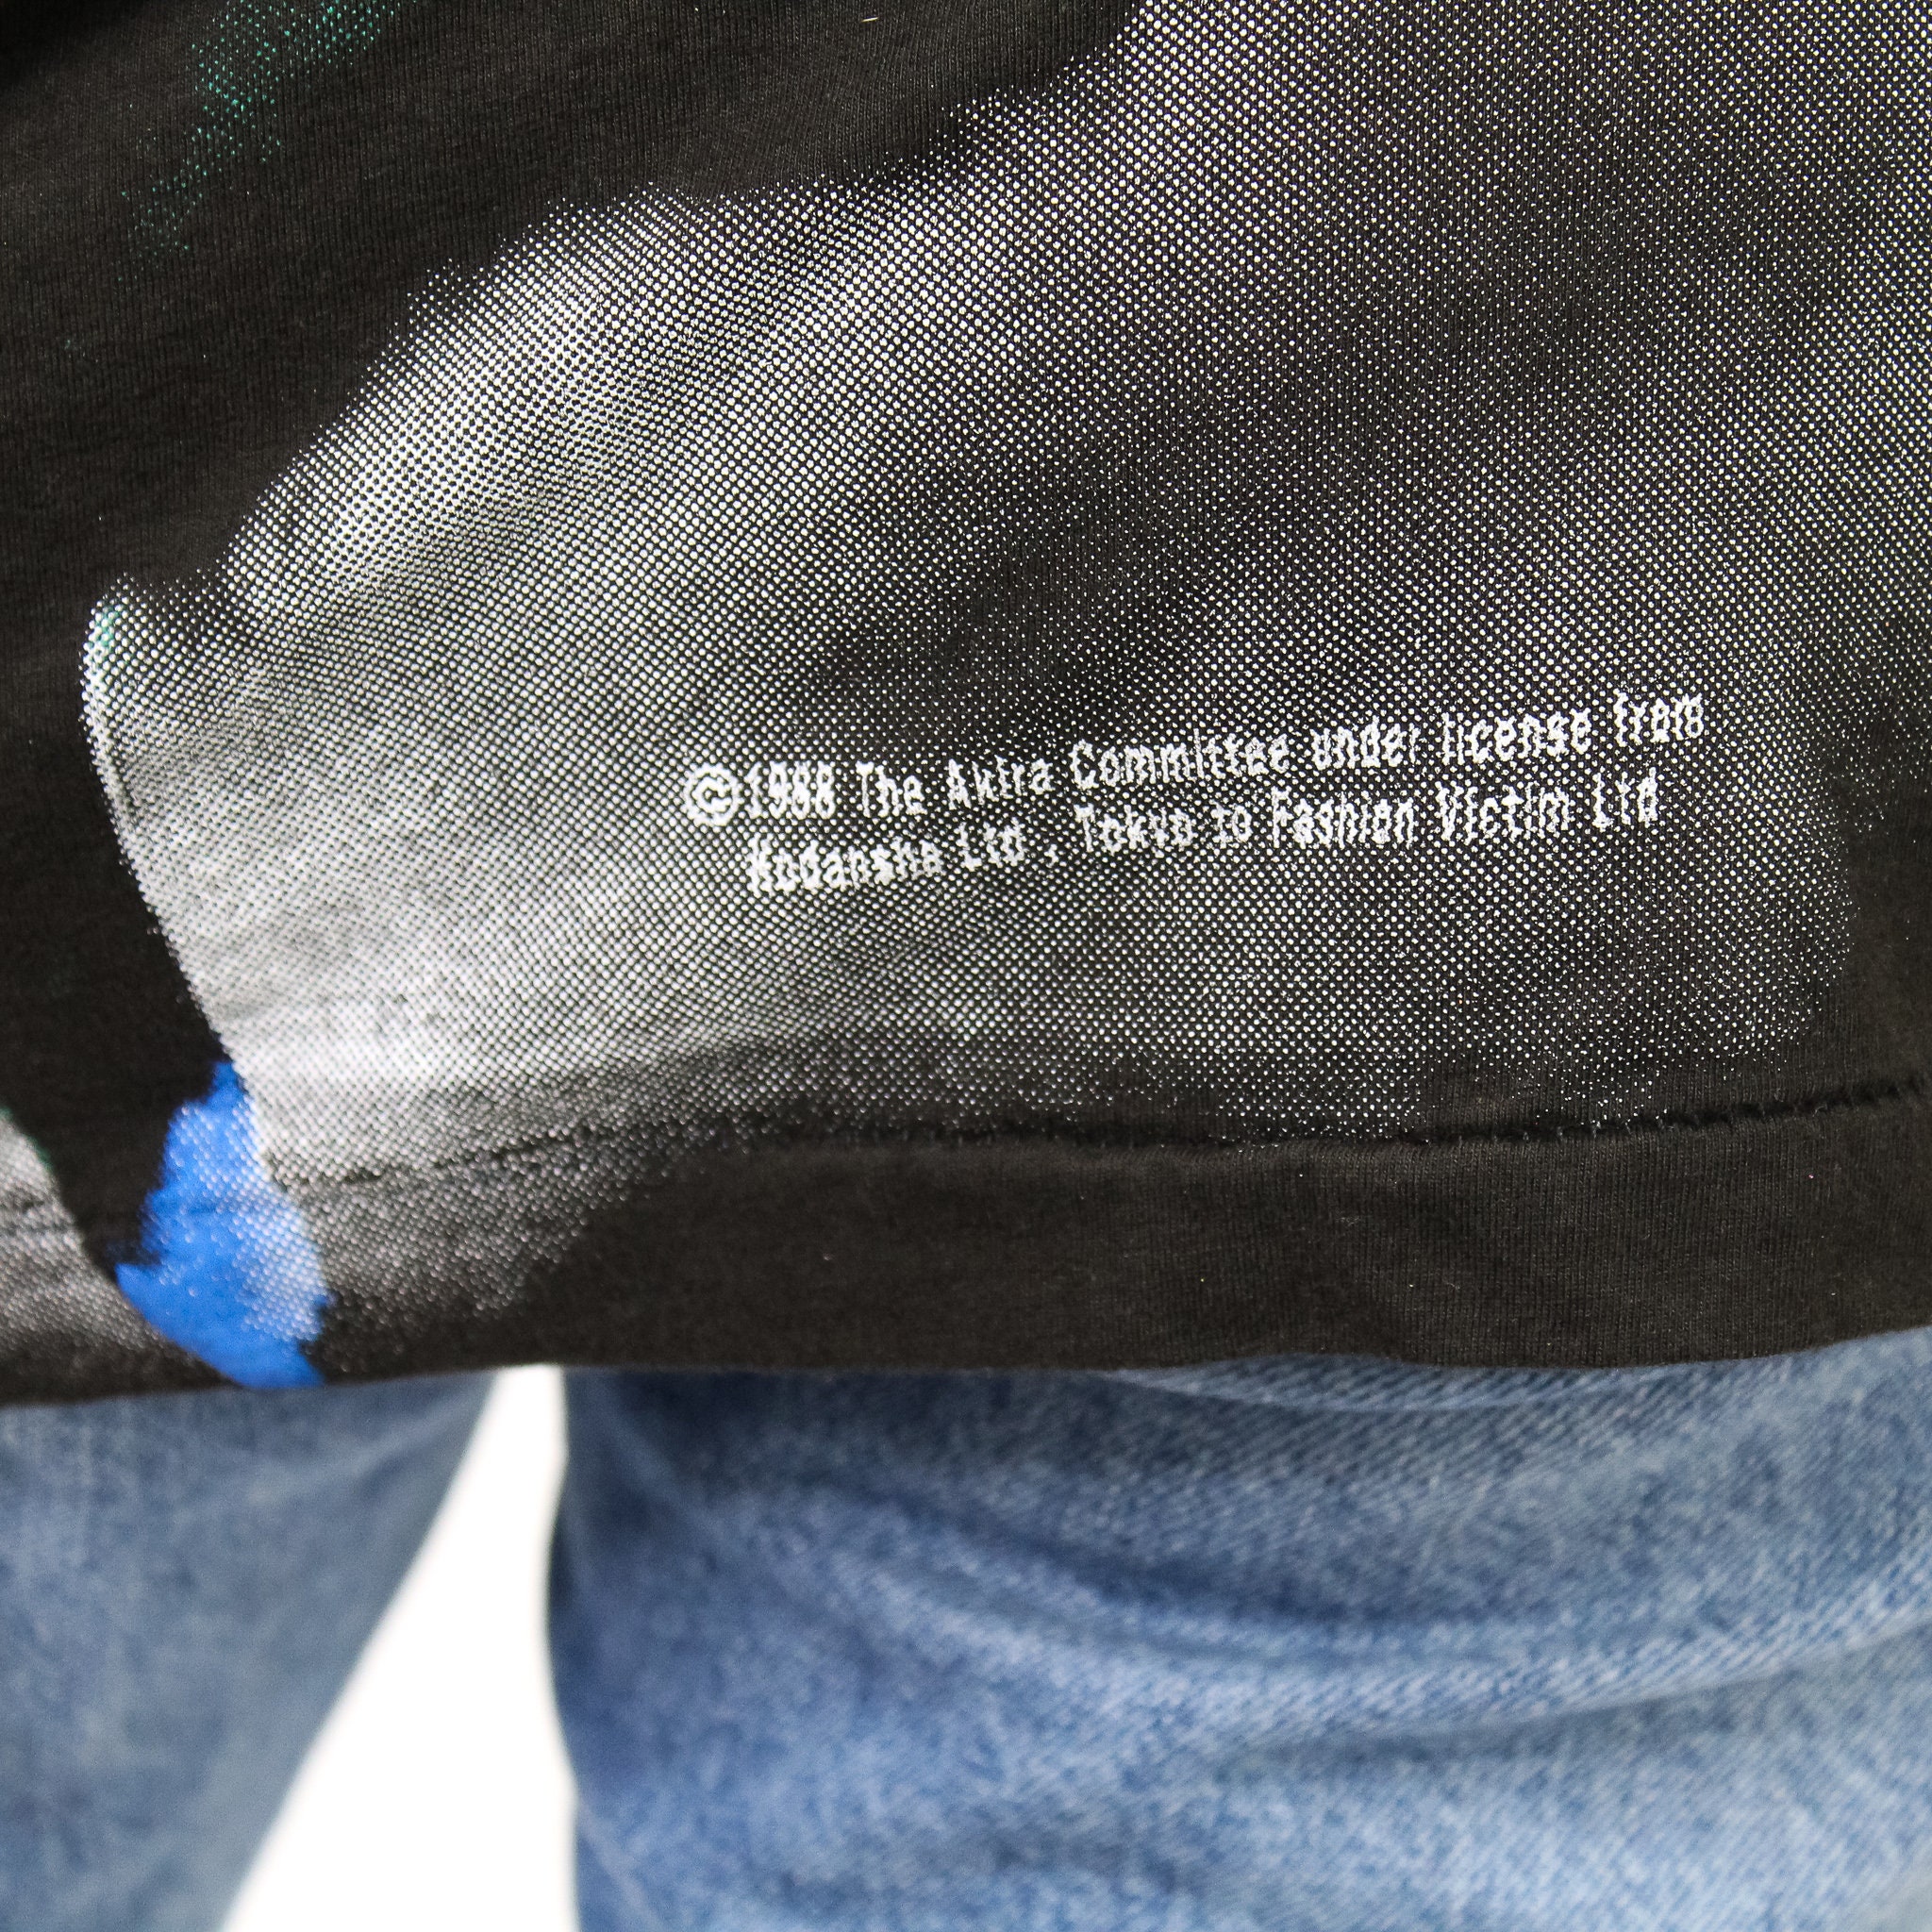 ©1988 The Akira Committee under license from
Kodansha Ltd., Tokyo to Fashion Victim Ltd